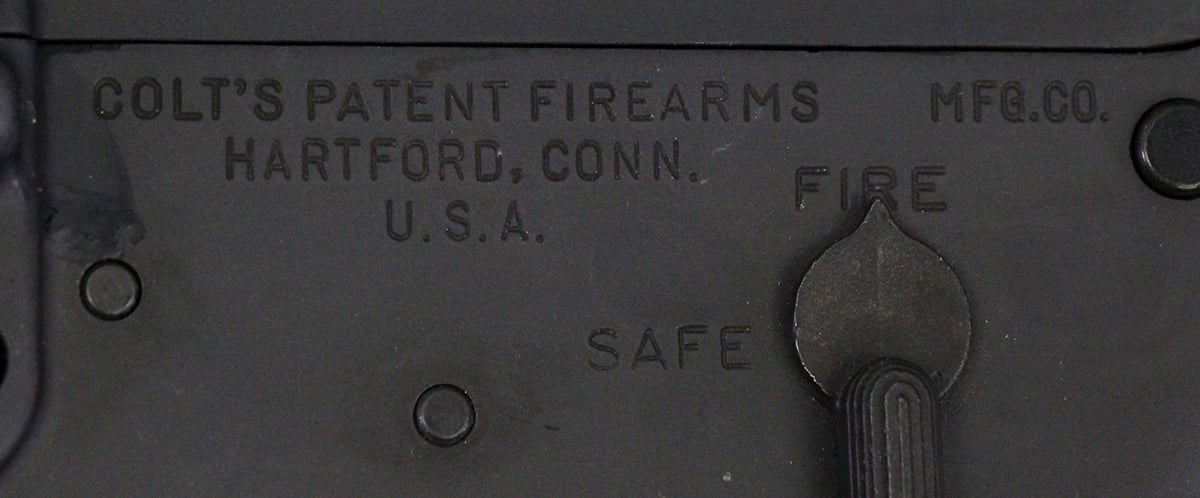 COLT'S PATENT FIREARMS MFG.CO.
HARTFORD, CONN.
U.S.A.
FIRE
SAFE